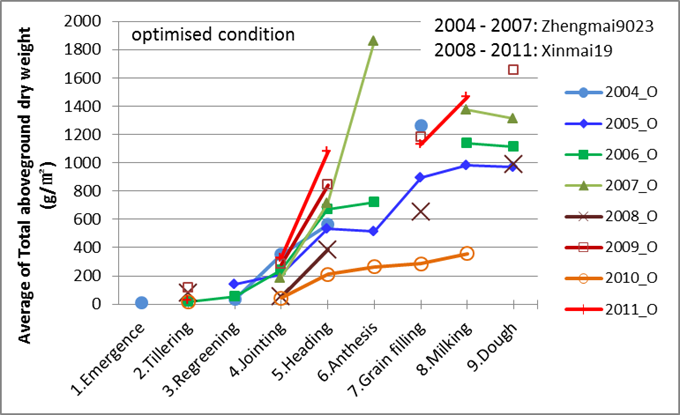 optimised condition
2004 - 2007: Zhengmai9023
2008 - 2011: Xinmai19
Average of Total aboveground dry weight
(g/㎡)
2000
1800
1600
1400
1200
1000
800
600
400
200
0
1.Emergence
2.Tillering
3.Regreening
4.Jointing
5.Heading
6.Anthesis
7.Grain filling
8.Milking
9.Dough
2004_O
2005_O
2006_O
2007_O
2008_O
2009_O
2010_O
2011_O